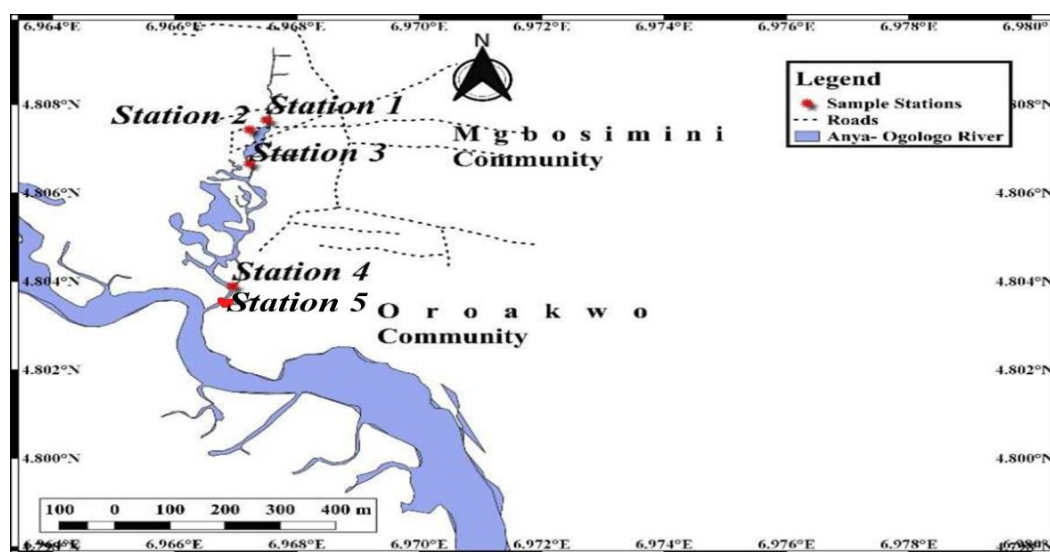 6.964°E 6.966°E 6.968°E 6.970°E 6.972°E 6.974°E 6.976°E 6.978°E 6.980°
N
Legend
Sample Stations
Roads
Anya- Ogologo River
4.808°N
Station 2 Station 1
Mgbosimini
Community
Station 3
4.806°N 4.806°N
Station 4
4.804°N 4.804°N
Station 5
Oroakwo
Community
4.802°N 4.802°N
4.800°N 4.800°N
100 0 100 200 300 400 m
6.966°E 6.968°E 6.970°E 6.972°E 6.974°E 6.976°E 6.978°E